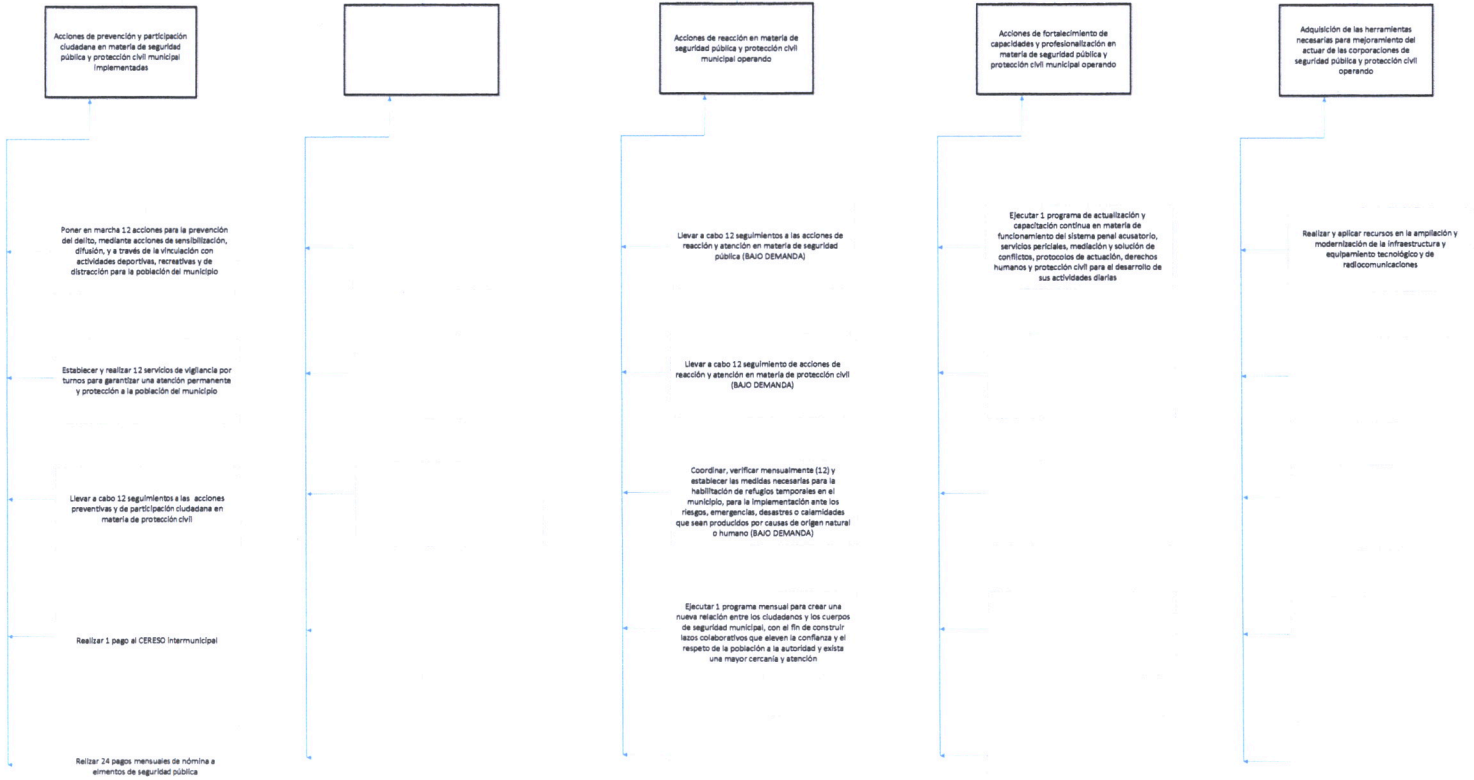 Acciones de prevención y participación
ciudadana en materia de seguridad
pública y protección civil municipal
implementadas
Acciones de reacción en materia de
seguridad pública y protección civil
municipal operando
Acciones de fortalecimiento de
capacidades y profesionalización en
materia de seguridad pública y
protección civil municipal operando
Adquisición de las herramientas
necesarias para mejoramiento del
actuar de las corporaciones de
seguridad pública y protección civil
operando
Poner en marcha 12 acciones para la prevención
del delito, mediante acciones de sensibilización,
difusión, y a través de la vinculación con
actividades deportivas, recreativas y de
distracción para la población del municipio
Establecer y realizar 12 servicios de vigilancia por
turnos para garantizar una atención permanente
y protección a la población del municipio
Llevar a cabo 12 seguimientos a las acciones
preventivas y de participación ciudadana en
materia de protección civil
Realizar 1 pago al CERESO intermunicipal
Relizar 24 pagos mensuales de nómina a
elmentos de seguridad pública
Llevar a cabo 12 seguimientos a las acciones de
reacción y atención en materia de seguridad
pública (BAJO DEMANDA)
Llevar a cabo 12 seguimiento de acciones de
reacción y atención en materia de protección civil
(BAJO DEMANDA)
Coordinar, verificar mensualmente (12) y
establecer las medidas necesarias para la
habilitación de refugios temporales en el
municipio, para la implementación ante los
riesgos, emergencias, desastres o calamidades
que sean producidos por causas de origen natural
o humano (BAJO DEMANDA)
Ejecutar 1 programa mensual para crear una
nueva relación entre los ciudadanos y los cuerpos
de seguridad municipal, con el fin de construir
lazos colaborativos que eleven la confianza y el
respeto de la población a la autoridad y exista
una mayor cercanía y atención
Ejecutar 1 programa de actualización y
capacitación continua en materia de
funcionamiento del sistema penal acusatorio,
servicios periciales, mediación y solución de
conflictos, protocolos de actuación, derechos
humanos y protección civil para el desarrollo de
sus actividades diarias
Realizar y aplicar recursos en la ampliación y
modernización de la infraestructura y
equipamiento tecnológico y de
radiocomunicaciones